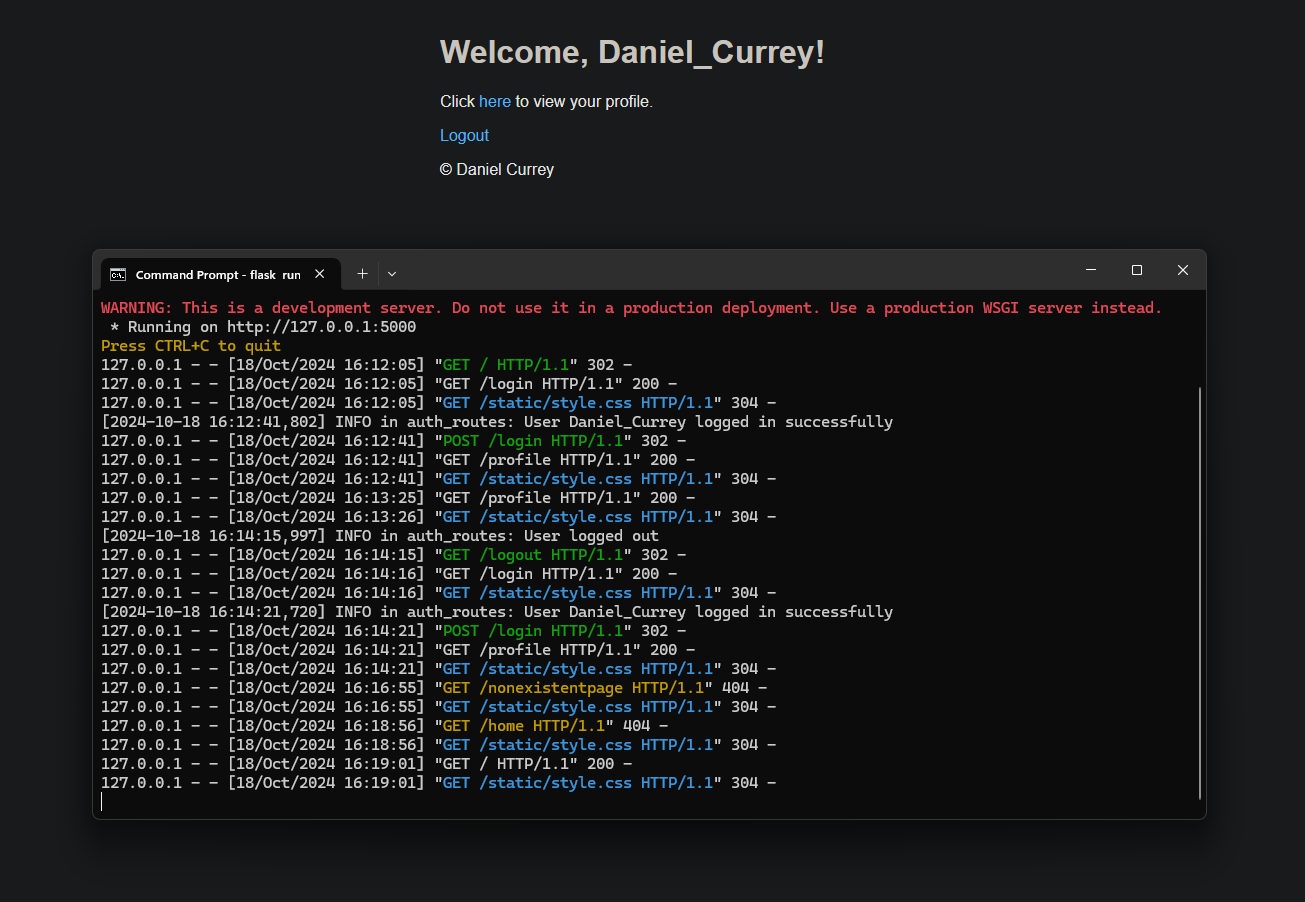 Welcome, Daniel_Currey!
Click here to view your profile.
Logout
© Daniel Currey
Command Prompt - flask run
WARNING: This is a development server. Do not use it in a production deployment. Use a production WSGI server instead.
* Running on http://127.0.0.1:5000
Press CTRL+C to quit
127.0.0.1 - - [18/Oct/2024 16:12:05] "GET / HTTP/1.1" 302 -
127.0.0.1 - - [18/Oct/2024 16:12:05] "GET /login HTTP/1.1" 200 -
127.0.0.1 - - [18/Oct/2024 16:12:05] "GET /static/style.css HTTP/1.1" 304 -
[2024-10-18 16:12:41,802] INFO in auth_routes: User Daniel_Currey logged in successfully
127.0.0.1 - - [18/Oct/2024 16:12:41] "POST /login HTTP/1.1" 302 -
127.0.0.1 - - [18/Oct/2024 16:12:41] "GET /profile HTTP/1.1" 200 -
127.0.0.1 - - [18/Oct/2024 16:12:41] "GET /static/style.css HTTP/1.1" 304 -
127.0.0.1 - - [18/Oct/2024 16:13:25] "GET /profile HTTP/1.1" 200 -
127.0.0.1 - - [18/Oct/2024 16:13:26] "GET /static/style.css HTTP/1.1" 304 -
[2024-10-18 16:14:15,997] INFO in auth_routes: User logged out
127.0.0.1 - - [18/Oct/2024 16:14:15] "GET /logout HTTP/1.1" 302 -
127.0.0.1 - - [18/Oct/2024 16:14:16] "GET /login HTTP/1.1" 200 -
127.0.0.1 - - [18/Oct/2024 16:14:16] "GET /static/style.css HTTP/1.1" 304 -
[2024-10-18 16:14:21,720] INFO in auth_routes: User Daniel_Currey logged in successfully
127.0.0.1 - - [18/Oct/2024 16:14:21] "POST /login HTTP/1.1" 302 -
127.0.0.1 - - [18/Oct/2024 16:14:21] "GET /profile HTTP/1.1" 200 -
127.0.0.1 - - [18/Oct/2024 16:14:21] "GET /static/style.css HTTP/1.1" 304 -
127.0.0.1 - - [18/Oct/2024 16:16:55] "GET /nonexistentpage HTTP/1.1" 404 -
127.0.0.1 - - [18/Oct/2024 16:16:55] "GET /static/style.css HTTP/1.1" 304 -
127.0.0.1 - - [18/Oct/2024 16:18:56] "GET /home HTTP/1.1" 404 -
127.0.0.1 - - [18/Oct/2024 16:18:56] "GET /static/style.css HTTP/1.1" 304 -
127.0.0.1 - - [18/Oct/2024 16:19:01] "GET / HTTP/1.1" 200 -
127.0.0.1 - - [18/Oct/2024 16:19:01] "GET /static/style.css HTTP/1.1" 304 -